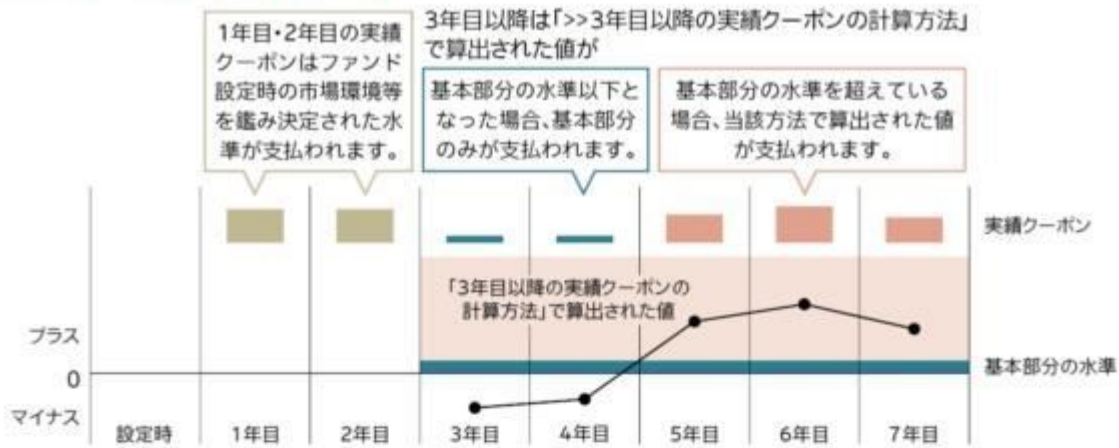 3年目以降は「>>3年目以降の実績クーポンの計算方法」
で算出された値が
1年目・2年目の実績
クーポンはファンド
設定時の市場環境等
を鑑み決定された水
準が支払われます。
基本部分の水準以下と
なった場合、基本部分
のみが支払われます。
基本部分の水準を超えている
場合、当該方法で算出された値
が支払われます。
実績クーポン
「3年目以降の実績クーポンの
計算方法」で算出された値
プラス
0
マイナス
基本部分の水準
設定時
1年目
2年目
3年目
4年目
5年目
6年目
7年目